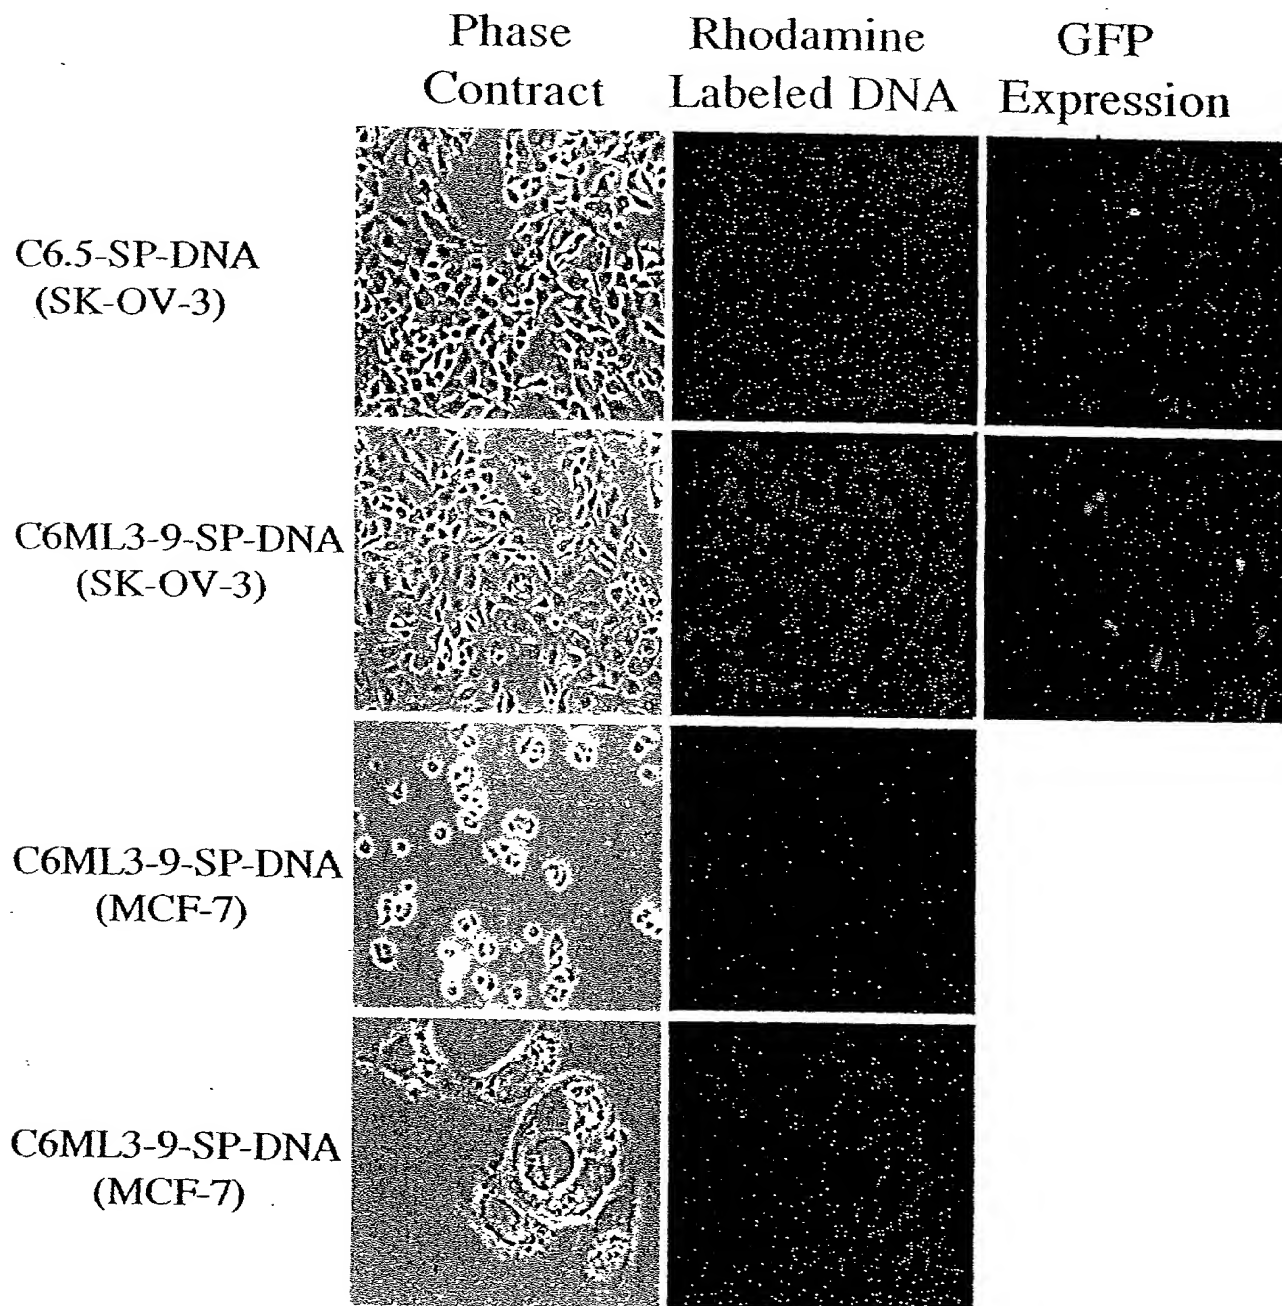 Phase
Contract
Rhodamine
Labeled DNA
GFP
Expression
C6.5-SP-DNA
(SK-OV-3)
C6ML3-9-SP-DNA
(SK-OV-3)
C6ML3-9-SP-DNA
(MCF-7)
C6ML3-9-SP-DNA
(MCF-7)